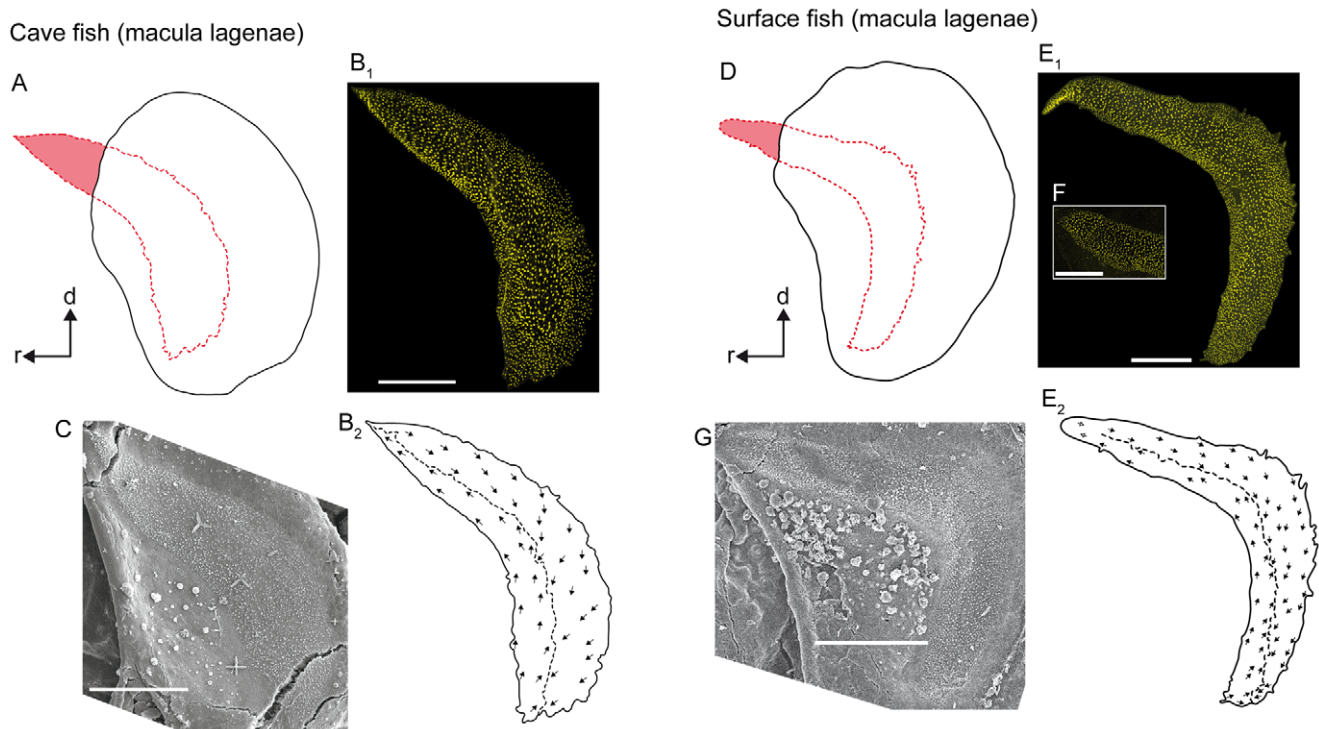 Cave fish (macula lagenae)
Surface fish (macula lagenae)
A
B1
D
E1
F
d
r
d
r
C
B2
G
E2